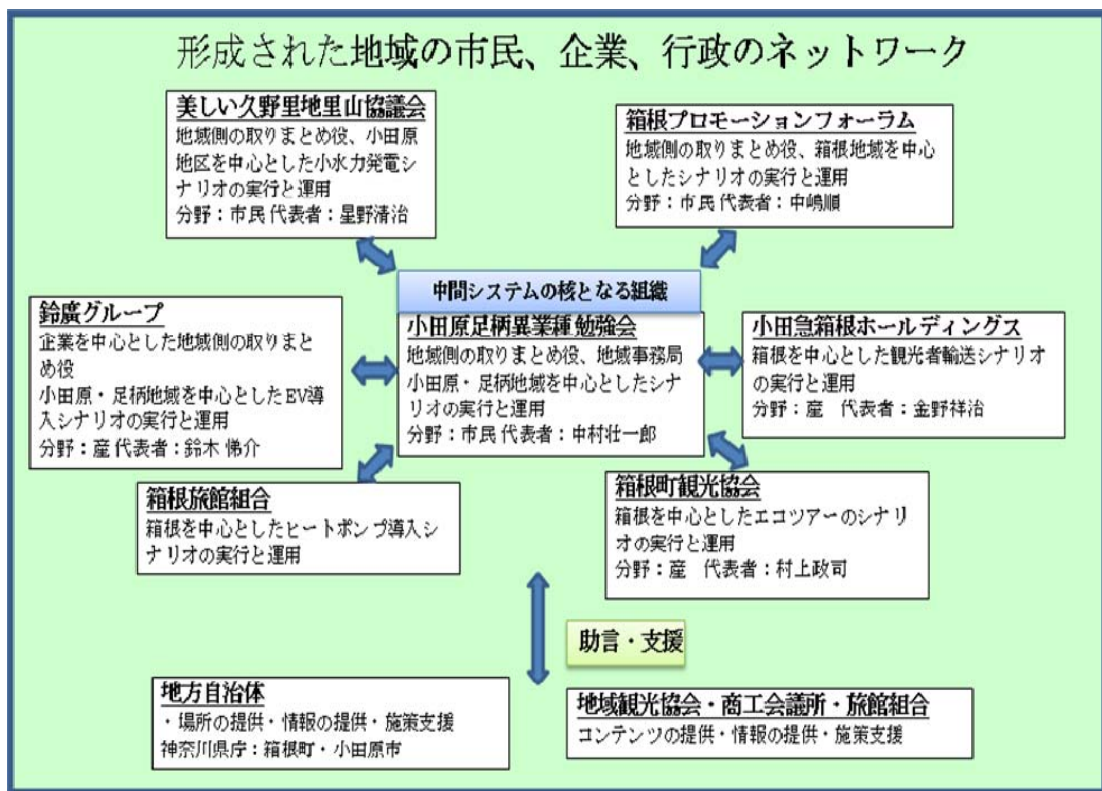 形成された地域の市民、企業、行政のネットワーク
美しい久野里地里山協議会
地域側の取りまとめ役、小田原
地区を中心とした小水力発電シ
ナリオの実行と運用
分野：市民 代表者：星野清治
箱根プロモーションフォーラム
地域側の取りまとめ役、箱根地域を中心
としたシナリオの実行と運用
分野：市民 代表者：中嶋順
中間システムの核となる組織
鈴廣グループ
企業を中心とした地域側の取りまと
め役
小田原・足柄地域を中心としたEV導
入シナリオの実行と運用
分野：産 代表者：鈴木 悌介
小田原足柄異業種勉強会
地域側の取りまとめ役、地域事務局
小田原・足柄地域を中心としたシナ
リオの実行と運用
分野：市民 代表者：中村壮一郎
小田急箱根ホールディングス
箱根を中心とした観光者輸送シナリオ
の実行と運用
分野：産　代表者：金野祥治
箱根旅館組合
箱根を中心としたヒートポンプ導入シ
ナリオの実行と運用
箱根町観光協会
箱根を中心としたエコツアーのシナリ
オの実行と運用
分野：産　代表者：村上政司
助言・支援
地方自治体
・場所の提供・情報の提供・施策支援
神奈川県庁：箱根町・小田原市
地域観光協会・商工会議所・旅館組合
コンテンツの提供・情報の提供・施策支援